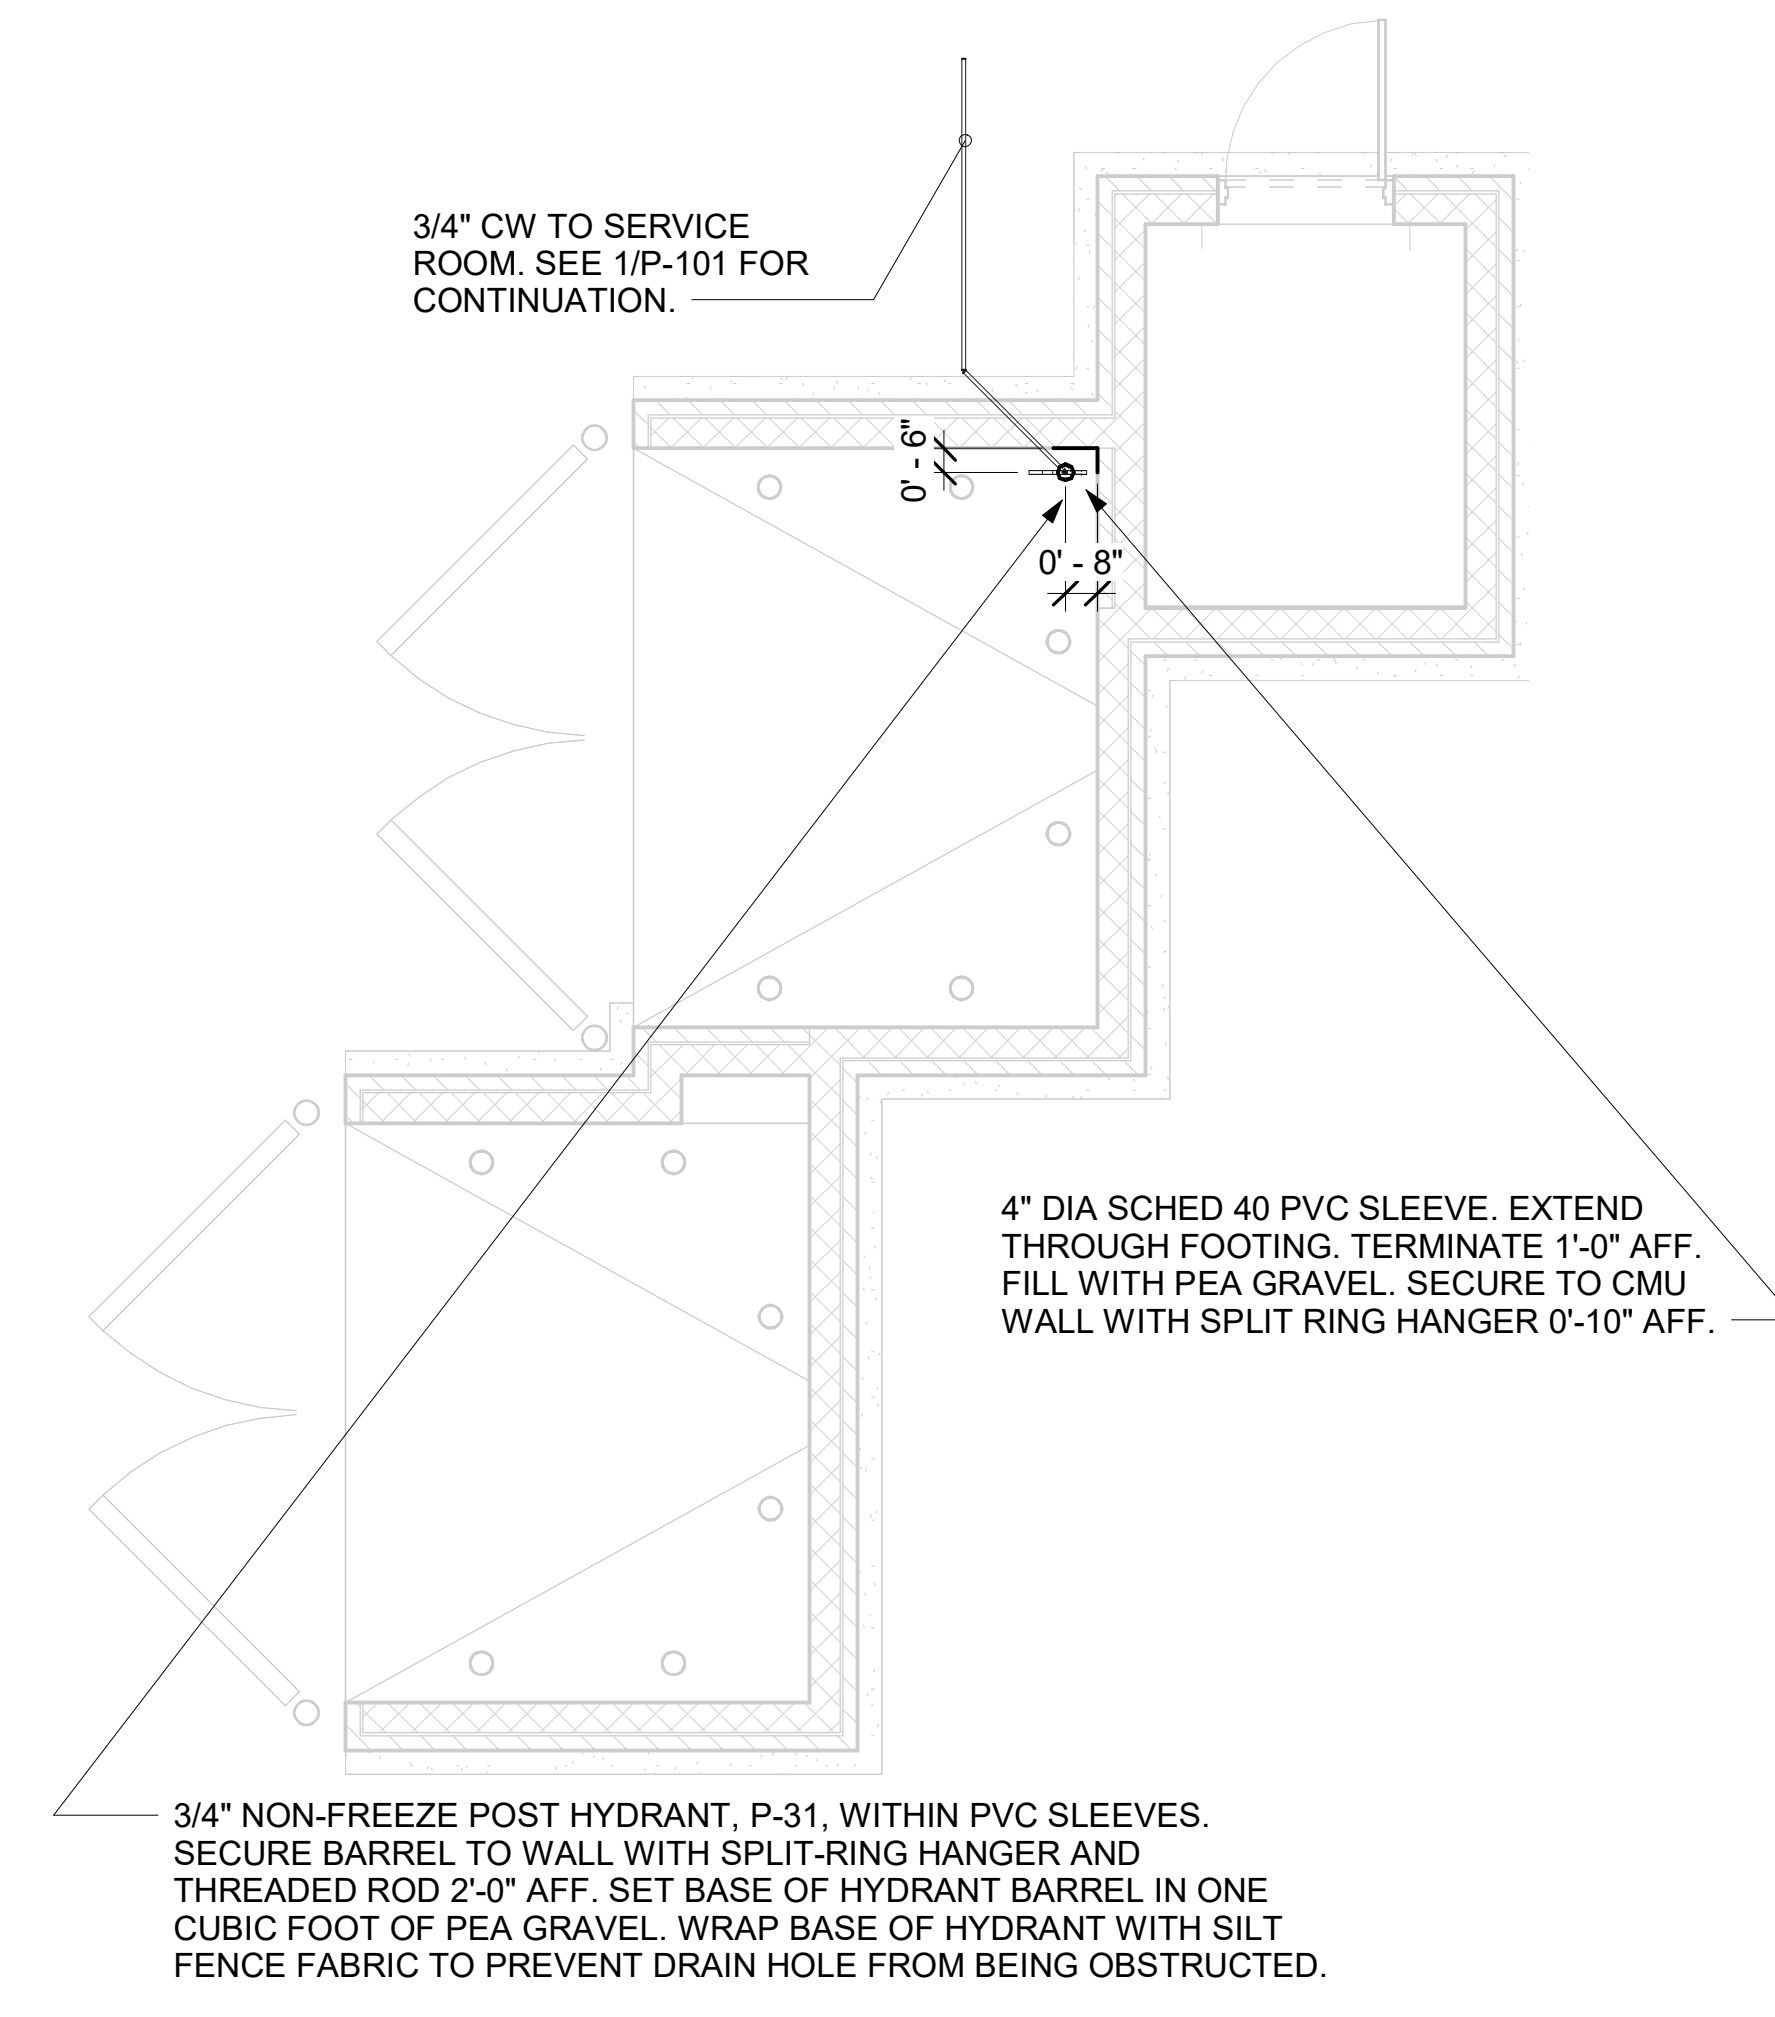 3/4" CW TO SERVICE
ROOM. SEE 1/P-101 FOR
CONTINUATION.
0' - 6"
0' - 8"
4" DIA SCHED 40 PVC SLEEVE. EXTEND
THROUGH FOOTING. TERMINATE 1'-0" AFF.
FILL WITH PEA GRAVEL. SECURE TO CMU
WALL WITH SPLIT RING HANGER 0'-10" AFF.
3/4" NON-FREEZE POST HYDRANT, P-31, WITHIN PVC SLEEVES.
SECURE BARREL TO WALL WITH SPLIT-RING HANGER AND
THREADED ROD 2'-0" AFF. SET BASE OF HYDRANT BARREL IN ONE
CUBIC FOOT OF PEA GRAVEL. WRAP BASE OF HYDRANT WITH SILT
FENCE FABRIC TO PREVENT DRAIN HOLE FROM BEING OBSTRUCTED.